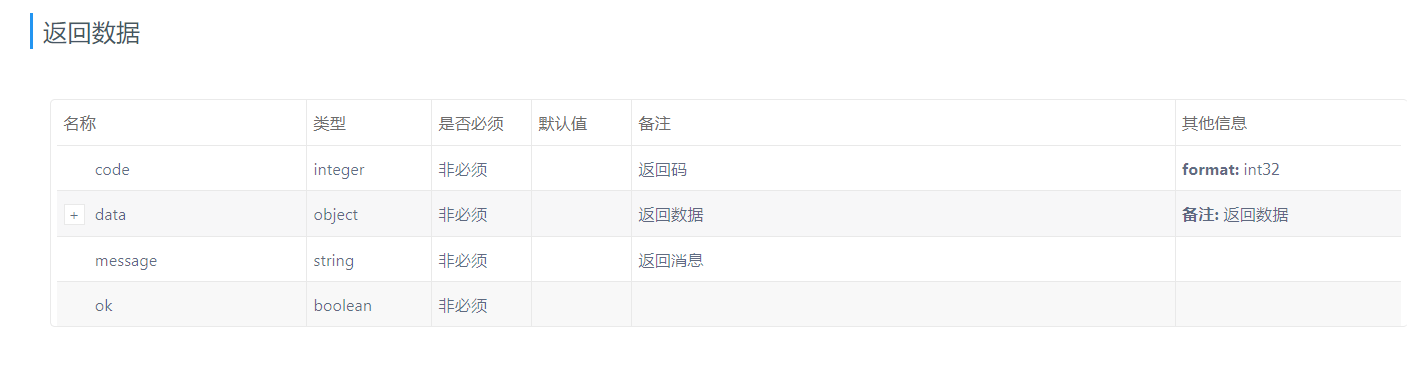 返回数据
名称 类型 是否必须 默认值 备注 其他信息
code integer 非必须 返回码 format: int32
+ data object 非必须 返回数据 备注: 返回数据
message string 非必须 返回消息
ok boolean 非必须